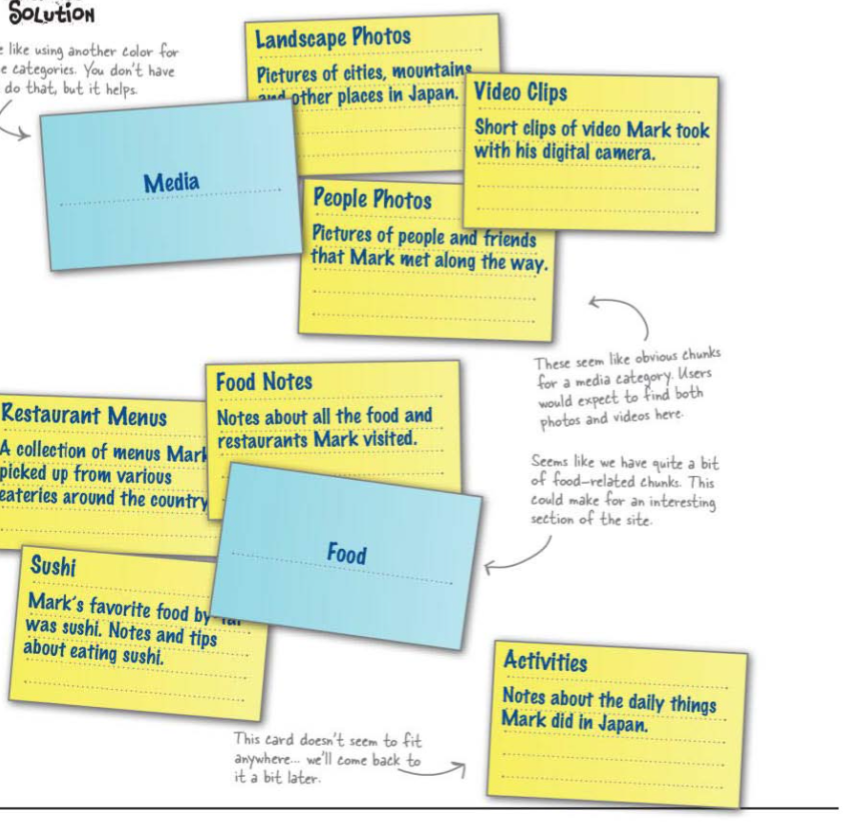 SOLUTION
like using another color for
categories. You don't have
do that, but it helps.
Landscape Photos
Pictures of cities, mountains
and other places in Japan.
Video Clips
Short clips of video Mark took
with his digital camera.
Media
People Photos
Pictures of people and friends
that Mark met along the way.
These seem like obvious chunks
for a media category. Users
would expect to find both
photos and videos here.
Restaurant Menus
A collection of menus Mark
picked up from various
eateries around the country
Food Notes
Notes about all the food and
restaurants Mark visited.
Seems like we have quite a bit
of food-related chunks. This
could make for an interesting
section of the site.
Food
Sushi
Mark's favorite food by far
was sushi. Notes and tips
about eating sushi.
Activities
Notes about the daily things
Mark did in Japan.
This card doesn't seem to fit
anywhere... we'll come back to
it a bit later.